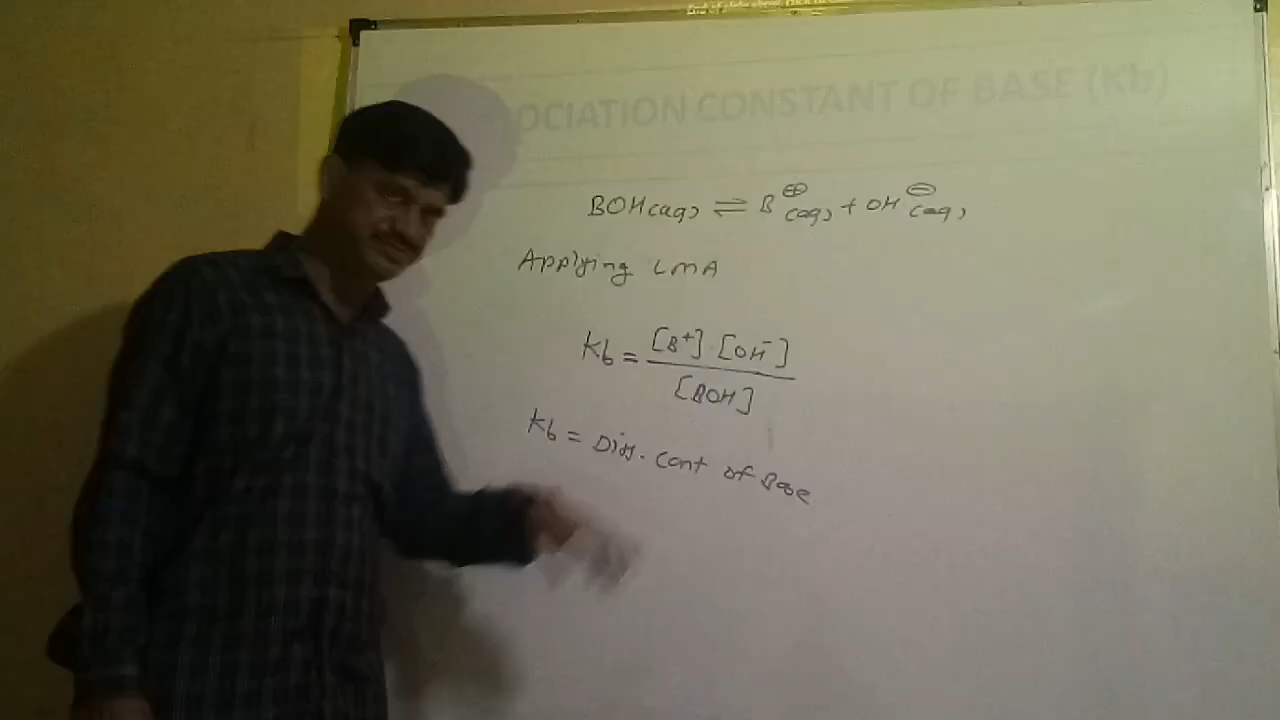 OCIATION CONSTANT OF BASE (Kb)
BOH(aq) ⇌ B⊕(aq) + OH⊖(aq)
Applying LMA
Kb = [B⁺]·[OH⁻] / [BOH]
Kb = Diss. Cont of Base